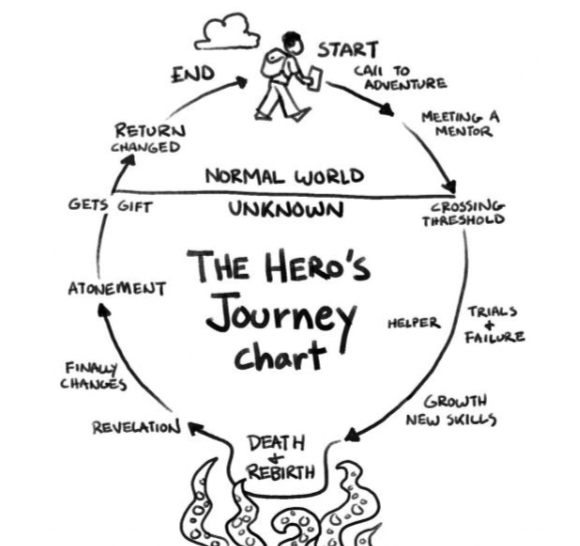 START
CALL TO
ADVENTURE
MEETING A
MENTOR
CROSSING
THRESHOLD
HELPER
TRIALS
+
FAILURE
GROWTH
NEW SKILLS
DEATH
+
REBIRTH
REVELATION
FINALLY
CHANGES
ATONEMENT
GETS GIFT
RETURN
CHANGED
END
NORMAL WORLD
UNKNOWN
THE HERO'S
Journey
chart